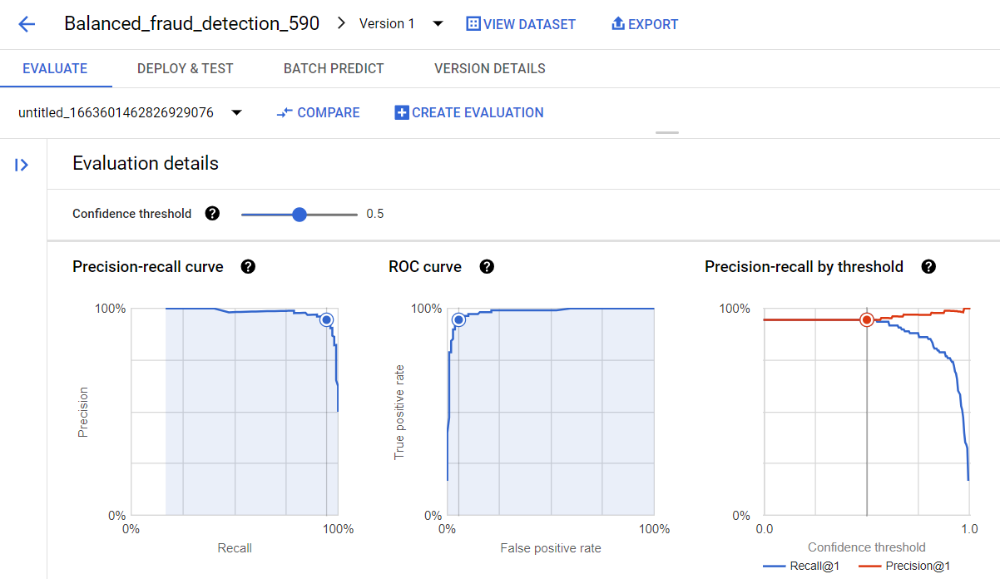 Balanced_fraud_detection_590 Version 1 VIEW DATASET EXPORT
EVALUATE DEPLOY & TEST BATCH PREDICT VERSION DETAILS
untitled_1663601462826929076 COMPARE CREATE EVALUATION
Evaluation details
Confidence threshold ? 0.5
Precision-recall curve ?
100%
Precision
0%
0% 100%
Recall
ROC curve ?
100%
True positive rate
0%
0% 100%
False positive rate
Precision-recall by threshold ?
100%
0%
0.0 1.0
Confidence threshold
Recall@1 Precision@1